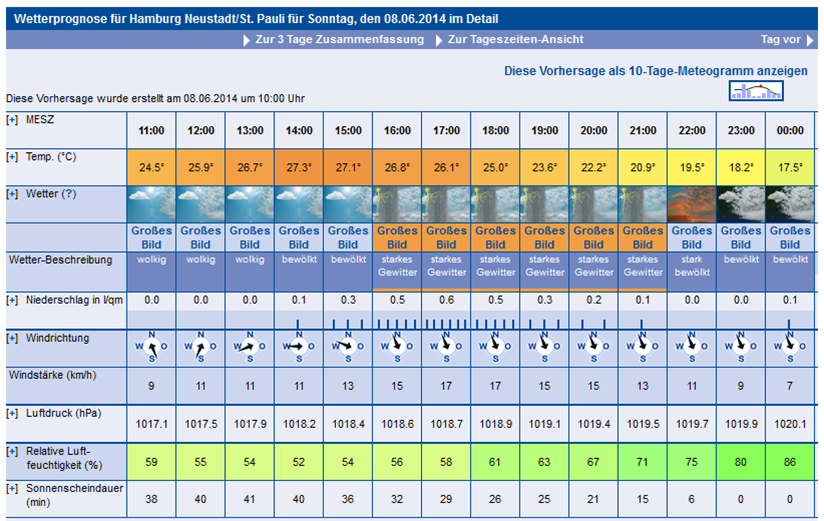 Wetterprognose für Hamburg Neustadt/St. Pauli für Sonntag, den 08.06.2014 im Detail
Zur 3 Tage Zusammenfassung Zur Tageszeiten-Ansicht Tag vor
Diese Vorhersage als 10-Tage-Meteogramm anzeigen
Diese Vorhersage wurde erstellt am 08.06.2014 um 10:00 Uhr
[+] MESZ 11:00 12:00 13:00 14:00 15:00 16:00 17:00 18:00 19:00 20:00 21:00 22:00 23:00 00:00
[+] Temp. (°C) 24.5° 25.9° 26.7° 27.3° 27.1° 26.8° 26.1° 25.0° 23.6° 22.2° 20.9° 19.5° 18.2° 17.5°
[+] Wetter (?)
Großes Großes Großes Großes Großes Großes Großes Großes Großes Großes Großes Großes Großes Großes
Bild Bild Bild Bild Bild Bild Bild Bild Bild Bild Bild Bild Bild Bild
Wetter-Beschreibung wolkig wolkig wolkig bewölkt bewölkt starkes starkes starkes starkes starkes starkes stark wolkig wolkig
Gewitter Gewitter Gewitter Gewitter Gewitter Gewitter bewölkt
[+] Niederschlag in l/qm 0.0 0.0 0.0 0.1 0.3 0.5 0.6 0.5 0.3 0.2 0.1 0.0 0.0 0.1
[+] Windrichtung
N N N N N N N N N N N N N N
W O W O W O W O W O W O W O W O W O W O W O W O W O W O
S S S S S S S S S S S S S S
Windstärke (km/h) 9 11 11 11 13 15 17 17 15 15 13 11 9 7
[+] Luftdruck (hPa) 1017.1 1017.5 1017.9 1018.2 1018.4 1018.6 1018.7 1018.9 1019.1 1019.4 1019.5 1019.7 1019.9 1020.1
[+] Relative Luft-
feuchtigkeit (%) 59 55 54 52 54 56 58 61 63 67 71 75 80 86
[+] Sonnenscheindauer
(min) 38 40 41 40 36 32 29 26 25 21 15 6 0 0